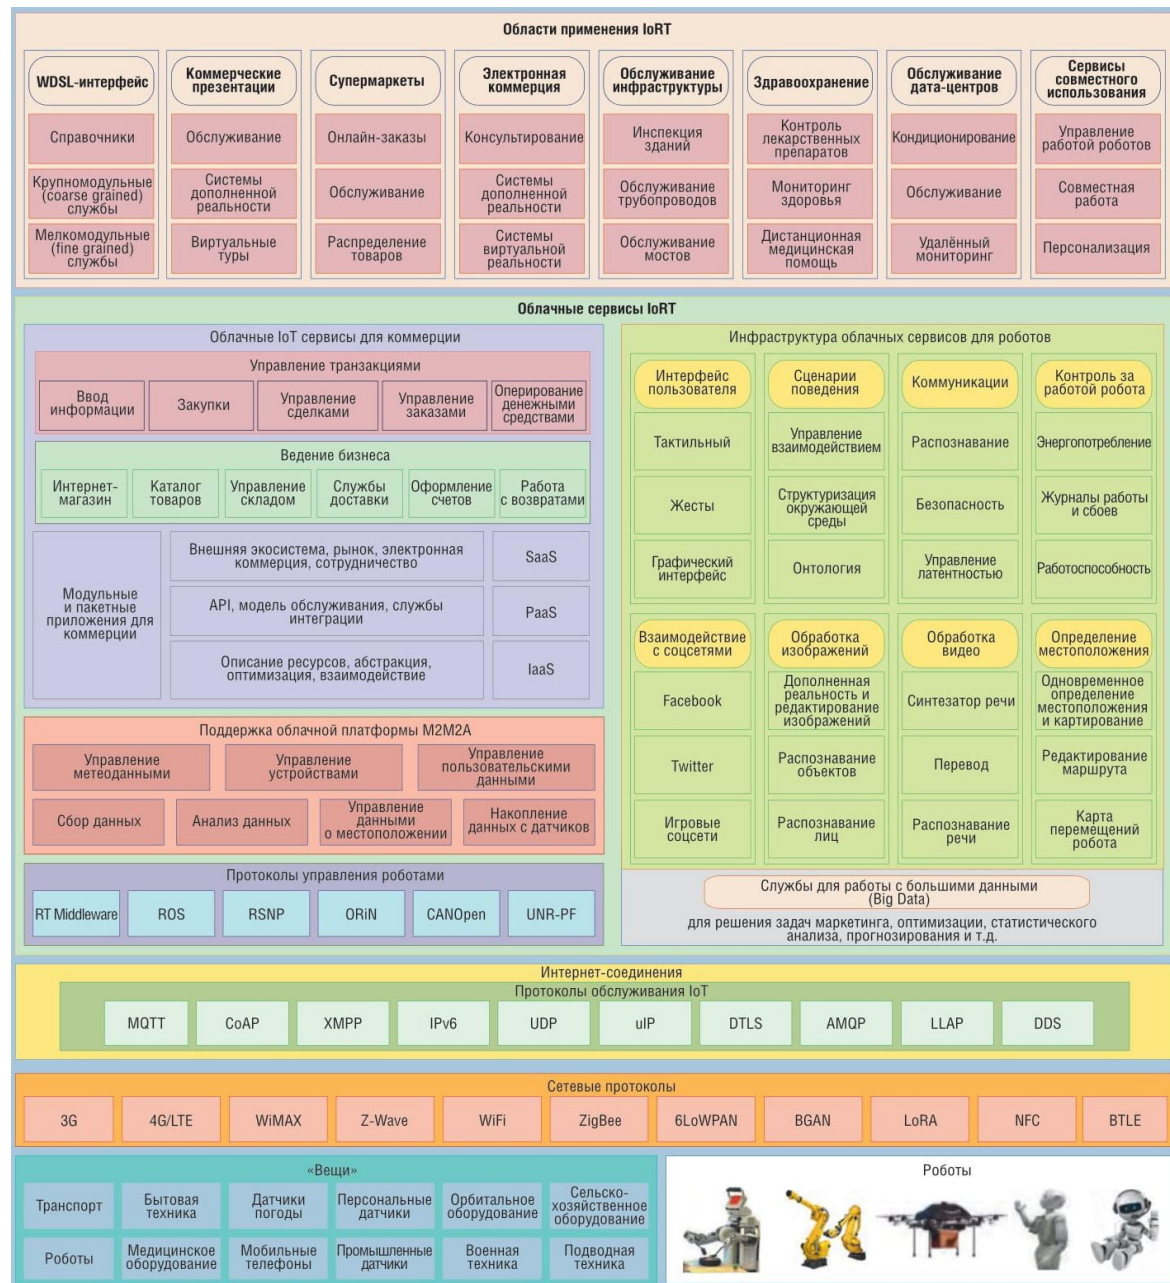 Области применения IoRT
WDSL-интерфейс
Справочники
Крупномодульные
(coarse grained)
службы
Мелкомодульные
(fine grained)
службы
Коммерческие
презентации
Обслуживание
Системы
дополненной
реальности
Виртуальные
туры
Супермаркеты
Онлайн-заказы
Обслуживание
Распределение
товаров
Электронная
коммерция
Консультирование
Системы
дополненной
реальности
Системы
виртуальной
реальности
Обслуживание
инфраструктуры
Инспекция
зданий
Обслуживание
трубопроводов
Обслуживание
мостов
Здравоохранение
Контроль
лекарственных
препаратов
Мониторинг
здоровья
Дистанционная
медицинская
помощь
Обслуживание
дата-центров
Кондиционирование
Обслуживание
Удалённый
мониторинг
Сервисы
совместного
использования
Управление
работой роботов
Совместная
работа
Персонализация
Облачные сервисы IoRT
Облачные IoT сервисы для коммерции
Управление транзакциями
Ввод
информации
Закупки
Управление
сделками
Управление
заказами
Оперирование
денежными
средствами
Ведение бизнеса
Интернет-
магазин
Каталог
товаров
Управление
складом
Службы
доставки
Оформление
счетов
Работа
с возвратами
Модульные
и пакетные
приложения для
коммерции
Внешняя экосистема, рынок, электронная
коммерция, сотрудничество
SaaS
API, модель обслуживания, службы
интеграции
PaaS
Описание ресурсов, абстракция,
оптимизация, взаимодействие
IaaS
Поддержка облачной платформы M2M2A
Управление
метеоданными
Управление
устройствами
Управление
пользовательскими
данными
Сбор данных
Анализ данных
Управление
данными
о местоположении
Накопление
данных с датчиков
Протоколы управления роботами
RT Middleware
ROS
RSNP
ORiN
CANOpen
UNR-PF
Инфраструктура облачных сервисов для роботов
Интерфейс
пользователя
Тактильный
Жесты
Графический
интерфейс
Сценарии
поведения
Управление
взаимодействием
Структуризация
окружающей
среды
Онтология
Коммуникации
Распознавание
Безопасность
Управление
латентностью
Контроль за
работой робота
Энергопотребление
Журналы работы
и сбоев
Работоспособность
Взаимодействие
с соцсетями
Facebook
Twitter
Игровые
соцсети
Обработка
изображений
Дополненная
реальность и
редактирование
изображений
Распознавание
объектов
Распознавание
лиц
Обработка
видео
Синтезатор речи
Перевод
Распознавание
речи
Определение
местоположения
Одновременное
определение
местоположения
и картирование
Редактирование
маршрута
Карта
перемещений
робота
Службы для работы с большими данными
(Big Data)
для решения задач маркетинга, оптимизации, статистического
анализа, прогнозирования и т.д.
Интернет-соединения
Протоколы обслуживания IoT
MQTT
CoAP
XMPP
IPv6
UDP
uIP
DTLS
AMQP
LLAP
DDS
Сетевые протоколы
3G
4G/LTE
WiMAX
Z-Wave
WiFi
ZigBee
6LoWPAN
BGAN
LoRA
NFC
BTLE
«Вещи»
Транспорт
Бытовая
техника
Датчики
погоды
Персональные
датчики
Орбитальное
оборудование
Сельско-
хозяйственное
оборудование
Роботы
Медицинское
оборудование
Мобильные
телефоны
Промышленные
датчики
Военная
техника
Подводная
техника
Роботы